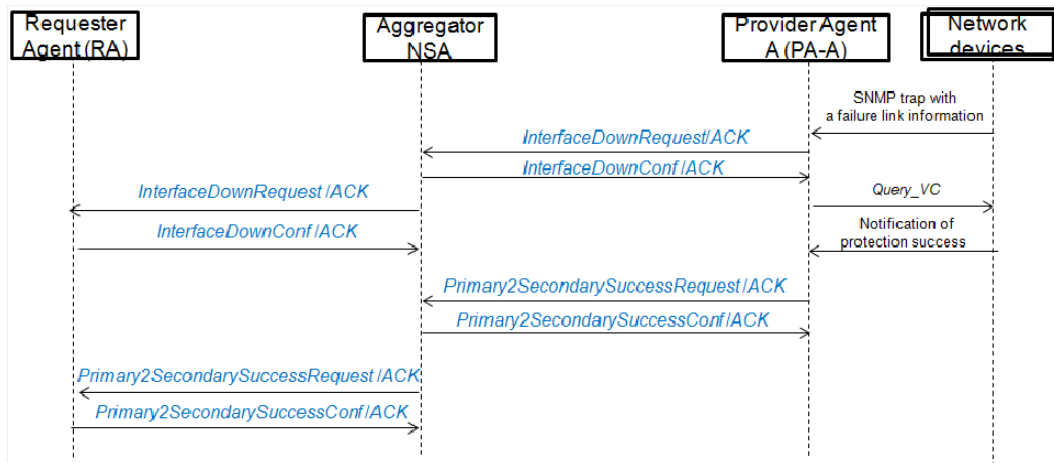 Requester
Agent (RA)
Aggregator
NSA
Provider Agent
A (PA-A)
Network
devices
SNMP trap with
a failure link information
InterfaceDownRequest/ACK
InterfaceDownConf /ACK
InterfaceDownRequest /ACK
Query_VC
InterfaceDownConf /ACK
Notification of
protection success
Primary2SecondarySuccessRequest /ACK
Primary2SecondarySuccessConf /ACK
Primary2SecondarySuccessRequest /ACK
Primary2SecondarySuccessConf /ACK